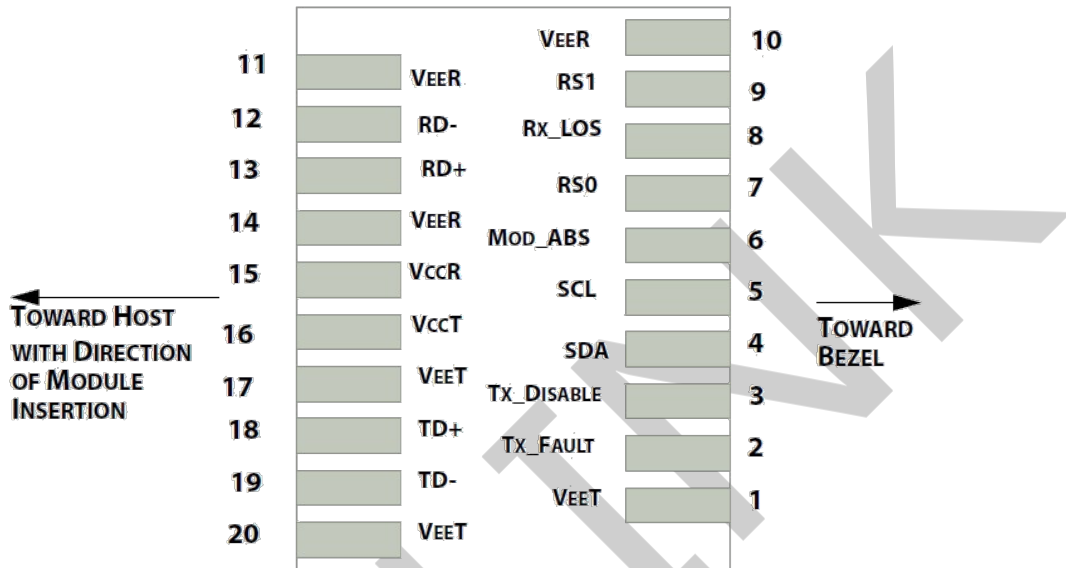 VEER 10
11 VEER
RS1 9
12 RD-
RX_LOS 8
13 RD+
RS0 7
14 VEER
MOD_ABS 6
15 VCCR
SCL 5
TOWARD HOST
WITH DIRECTION
OF MODULE
INSERTION
16 VCCT
SDA 4
TOWARD
BEZEL
17 VEET
TX_DISABLE 3
18 TD+
TX_FAULT 2
19 TD-
VEET 1
20 VEET